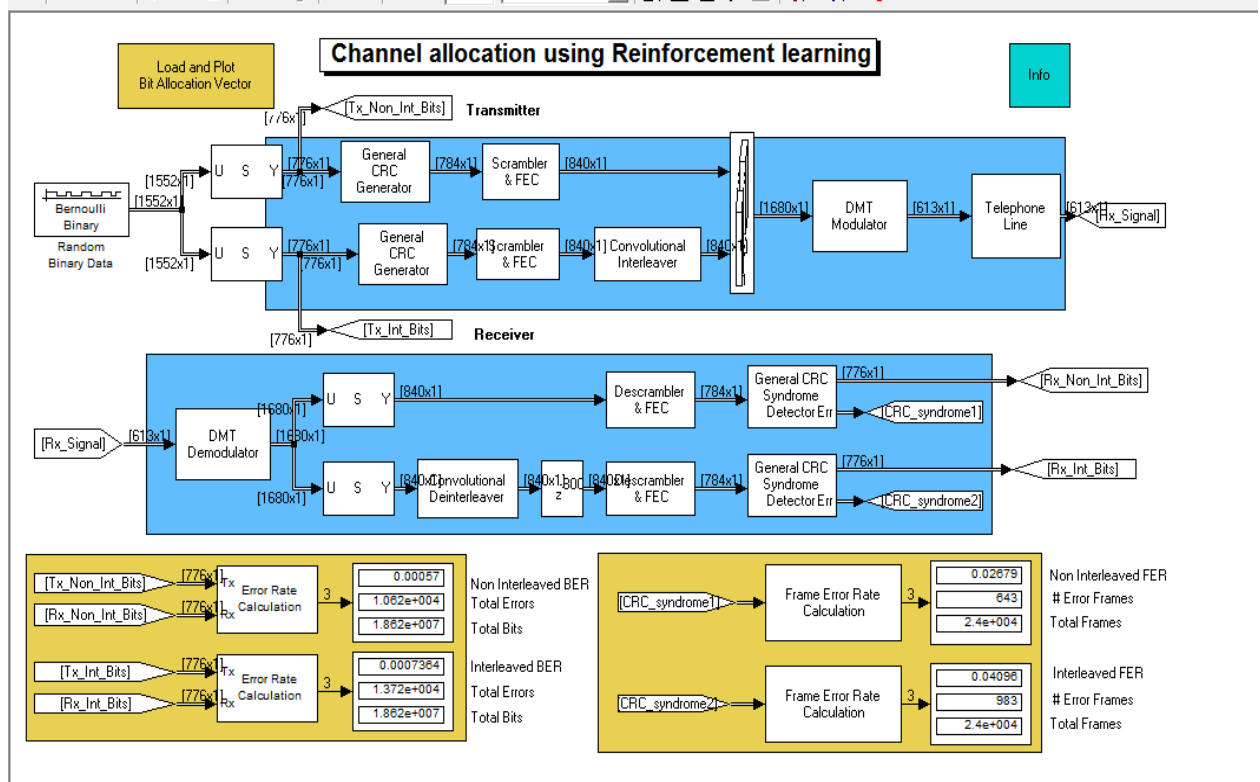 Channel allocation using Reinforcement learning
Load and Plot
Bit Allocation Vector
Info
[Tx_Non_Int_Bits]
Transmitter
[776x1]
U S Y
[776x1]
[776x1]
General
CRC
Generator
[784x1]
Scrambler
& FEC
[840x1]
[1552x1]
[1552x1]
Bernoulli
Binary
Random
Binary Data
[1552x1]
[1680x1]
DMT
Modulator
[613x1]
Telephone
Line
[613x1]
[Rx_Signal]
U S Y
[776x1]
[776x1]
General
CRC
Generator
[784x1]
Scrambler
& FEC
[840x1]
Convolutional
Interleaver
[840x1]
[Tx_Int_Bits]
[776x1]
Receiver
[Rx_Signal]
[613x1]
DMT
Demodulator
[1680x1]
[1680x1]
[1680x1]
U S Y
[840x1]
Descrambler
& FEC
[784x1]
General CRC
Syndrome
Detector Err
[776x1]
[Rx_Non_Int_Bits]
[CRC_syndrome1]
U S Y
[840x1]
Convolutional
Deinterleaver
[840x1]
z
[840x1]
Descrambler
& FEC
[784x1]
General CRC
Syndrome
Detector Err
[776x1]
[Rx_Int_Bits]
[CRC_syndrome2]
[Tx_Non_Int_Bits]
[776x1]
Tx
[Rx_Non_Int_Bits]
[776x1]
Rx
Error Rate
Calculation
3
0.00057
Non Interleaved BER
1.062e+004
Total Errors
1.862e+007
Total Bits
[Tx_Int_Bits]
[776x1]
Tx
[Rx_Int_Bits]
[776x1]
Rx
Error Rate
Calculation
3
0.0007364
Interleaved BER
1.372e+004
Total Errors
1.862e+007
Total Bits
[CRC_syndrome1]
Frame Error Rate
Calculation
3
0.02679
Non Interleaved FER
643
# Error Frames
2.4e+004
Total Frames
[CRC_syndrome2]
Frame Error Rate
Calculation
3
0.04096
Interleaved FER
983
# Error Frames
2.4e+004
Total Frames